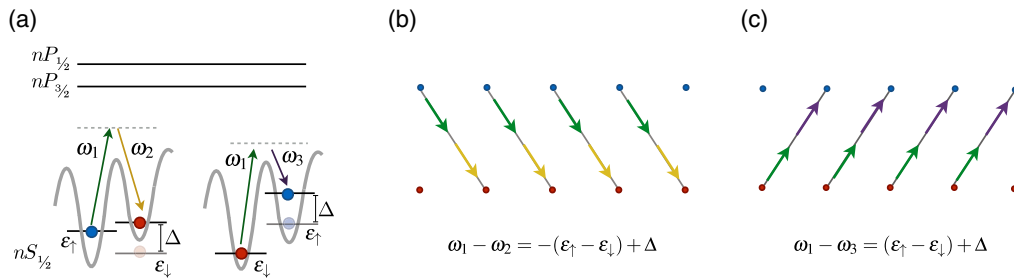 (a)
(b)
(c)
nP₁/₂
nP₃/₂
ω₁ ω₂ ω₁ ω₃
Δ Δ
ε↑ ε↑
nS₁/₂ ε↓ ε↓
ω₁ − ω₂ = −(ε↑ − ε↓) + Δ
ω₁ − ω₃ = (ε↑ − ε↓) + Δ